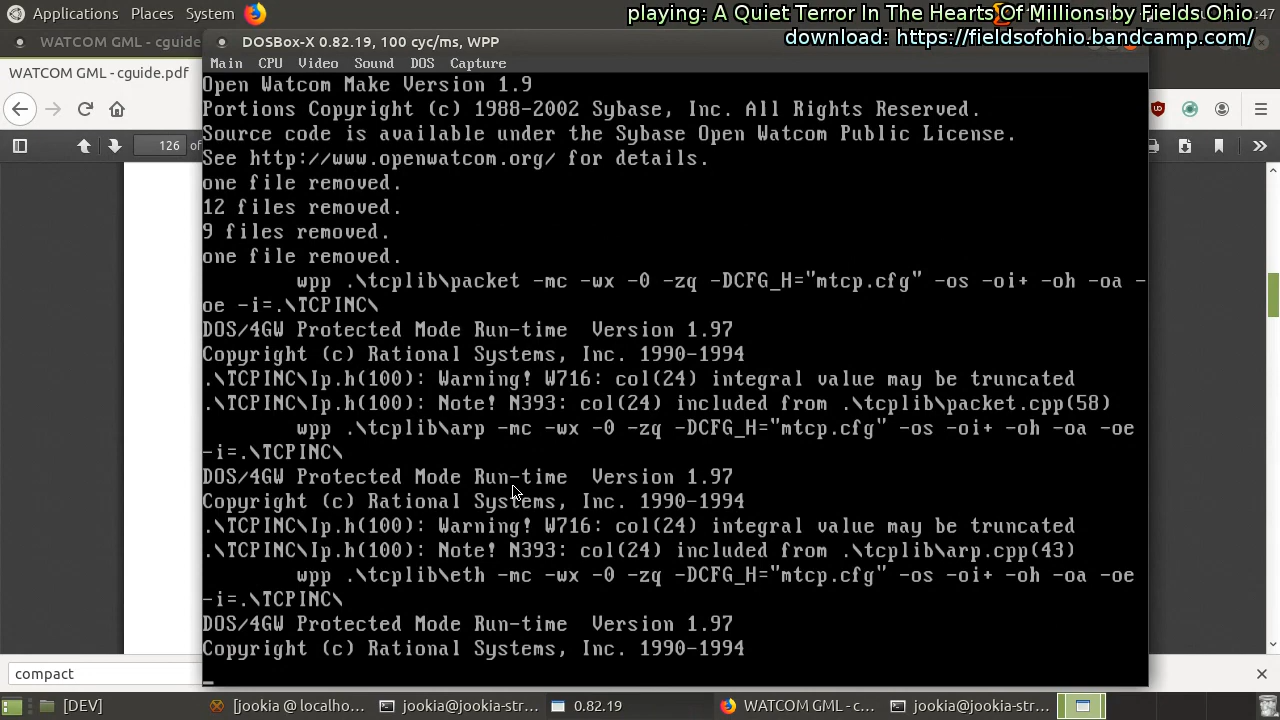 Applications Places System
playing: A Quiet Terror In The Hearts Of Millions by Fields Ohio
:47
download: https://fieldsofohio.bandcamp.com/
WATCOM GML - cguide
DOSBox-X 0.82.19, 100 cyc/ms, WPP
WATCOM GML - cguide.pdf
Main CPU Video Sound DOS Capture
126 of
Open Watcom Make Version 1.9
Portions Copyright (c) 1988-2002 Sybase, Inc. All Rights Reserved.
Source code is available under the Sybase Open Watcom Public License.
See http://www.openwatcom.org/ for details.
one file removed.
12 files removed.
9 files removed.
one file removed.
wpp .\tcplib\packet -mc -wx -0 -zq -DCFG_H="mtcp.cfg" -os -oi+ -oh -oa -
oe -i=.\TCPINC\
DOS/4GW Protected Mode Run-time Version 1.97
Copyright (c) Rational Systems, Inc. 1990-1994
.\TCPINC\Ip.h(100): Warning! W716: col(24) integral value may be truncated
.\TCPINC\Ip.h(100): Note! N393: col(24) included from .\tcplib\packet.cpp(58)
wpp .\tcplib\arp -mc -wx -0 -zq -DCFG_H="mtcp.cfg" -os -oi+ -oh -oa -oe
-i=.\TCPINC\
DOS/4GW Protected Mode Run-time Version 1.97
Copyright (c) Rational Systems, Inc. 1990-1994
.\TCPINC\Ip.h(100): Warning! W716: col(24) integral value may be truncated
.\TCPINC\Ip.h(100): Note! N393: col(24) included from .\tcplib\arp.cpp(43)
wpp .\tcplib\eth -mc -wx -0 -zq -DCFG_H="mtcp.cfg" -os -oi+ -oh -oa -oe
-i=.\TCPINC\
DOS/4GW Protected Mode Run-time Version 1.97
Copyright (c) Rational Systems, Inc. 1990-1994
compact
[DEV]
[jookia @ localho...
jookia@jookia-str...
0.82.19
WATCOM GML - c...
jookia@jookia-str...